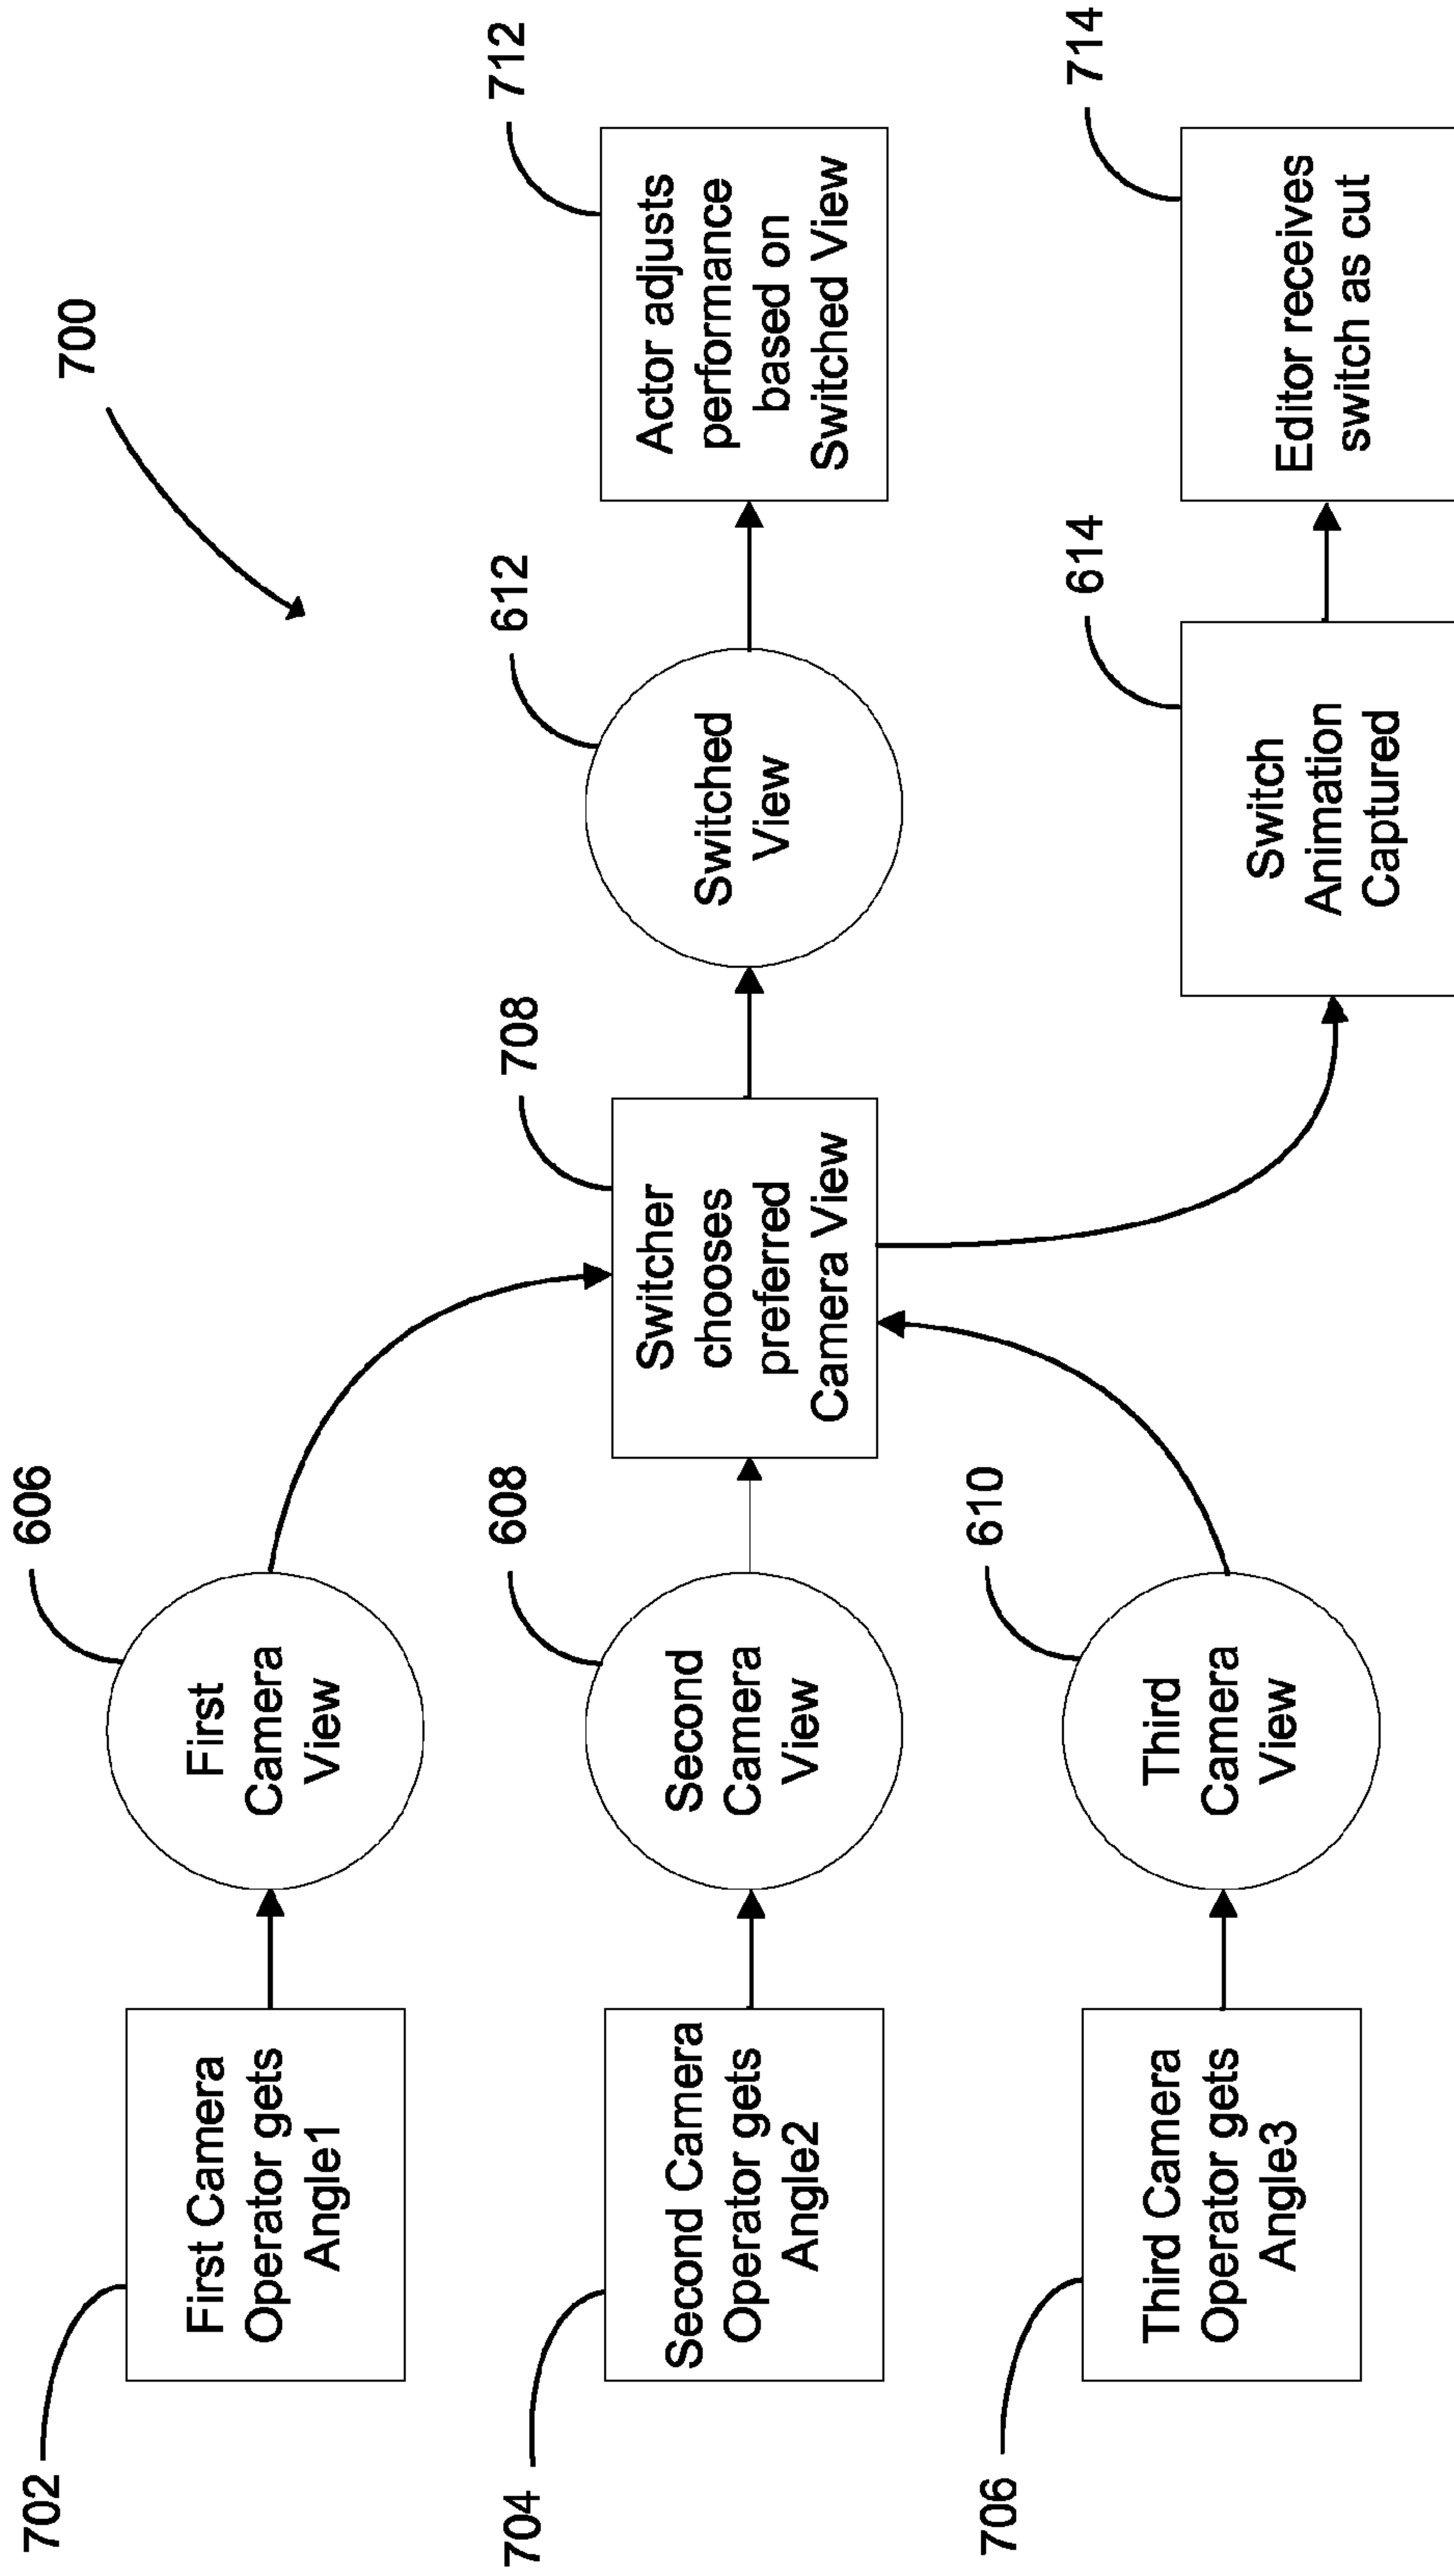 700
702
First Camera
Operator gets
Angle1
606
First
Camera
View
704
Second Camera
Operator gets
Angle2
608
Second
Camera
View
708
Switcher
chooses
preferred
Camera View
612
Switched
View
712
Actor adjusts
performance
based on
Switched View
706
Third Camera
Operator gets
Angle3
610
Third
Camera
View
614
Switch
Animation
Captured
714
Editor receives
switch as cut